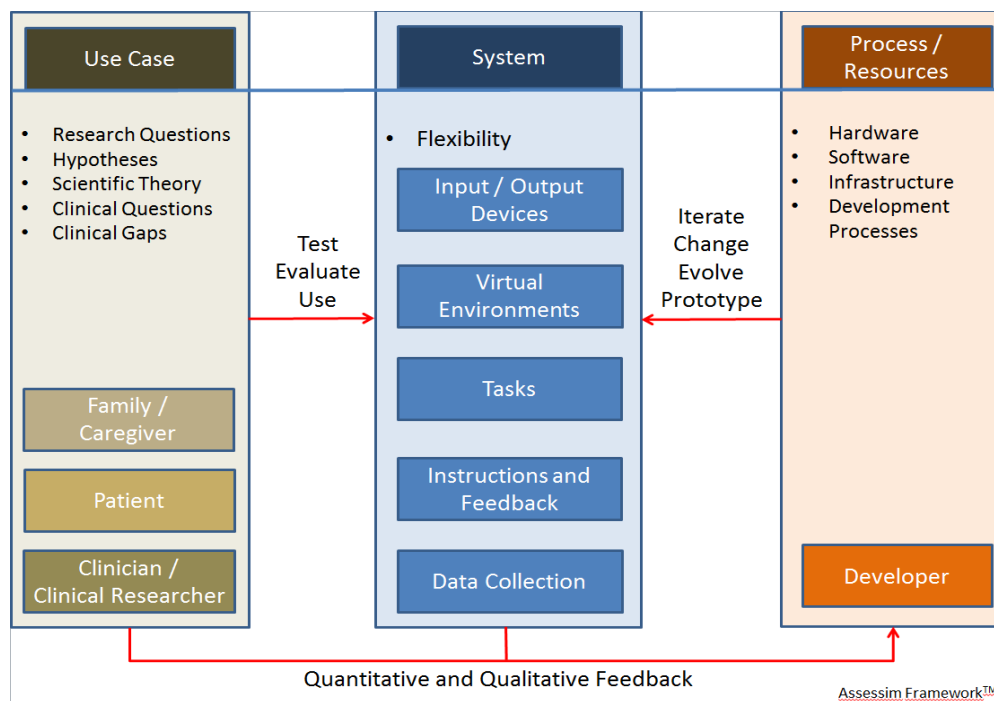 Use Case
• Research Questions
• Hypotheses
• Scientific Theory
• Clinical Questions
• Clinical Gaps
Family /
Caregiver
Patient
Clinician /
Clinical Researcher
Test
Evaluate
Use
System
• Flexibility
Input / Output
Devices
Virtual
Environments
Tasks
Instructions and
Feedback
Data Collection
Iterate
Change
Evolve
Prototype
Process /
Resources
• Hardware
• Software
• Infrastructure
• Development
Processes
Developer
Quantitative and Qualitative Feedback
Assessim Framework™